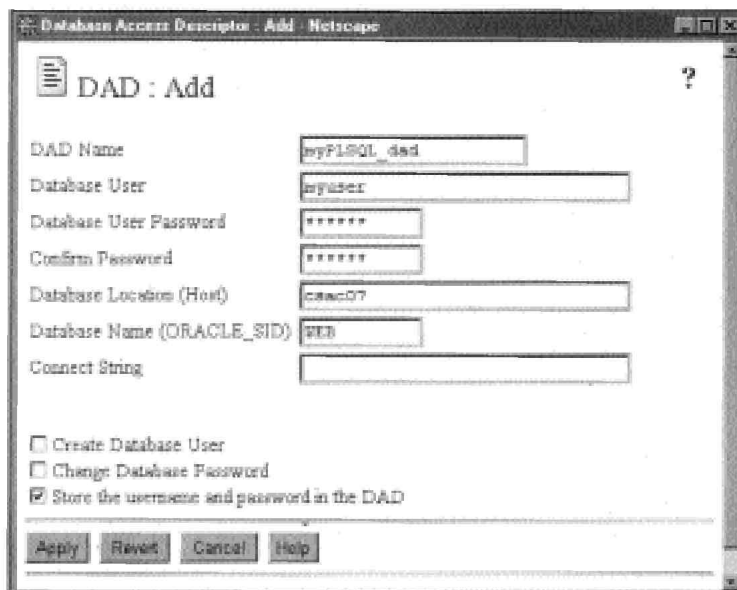 Database Access Descriptor : Add - Netscape
DAD : Add
?
DAD Name
myPLSQL_dad
Database User
myuser
Database User Password
******
Confirm Password
******
Database Location (Host)
csac07
Database Name (ORACLE_SID)
WEB
Connect String
Create Database User
Change Database Password
Store the username and password in the DAD
Apply
Revert
Cancel
Help